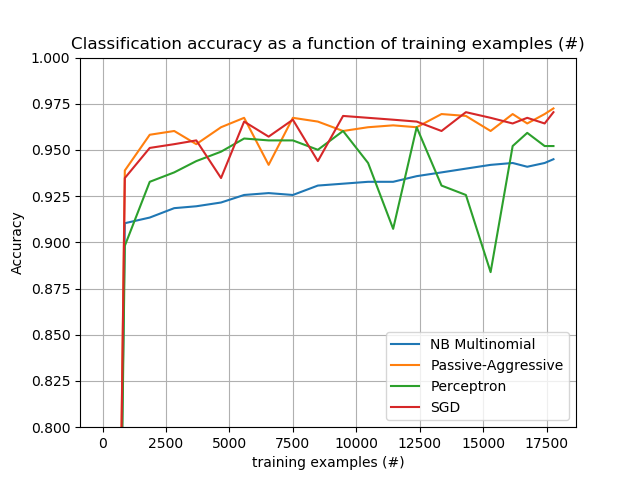 Classification accuracy as a function of training examples (#)
1.000
0.975
0.950
0.925
0.900
0.875
0.850
0.825
0.800
Accuracy
NB Multinomial
Passive-Aggressive
Perceptron
SGD
0 2500 5000 7500 10000 12500 15000 17500
training examples (#)